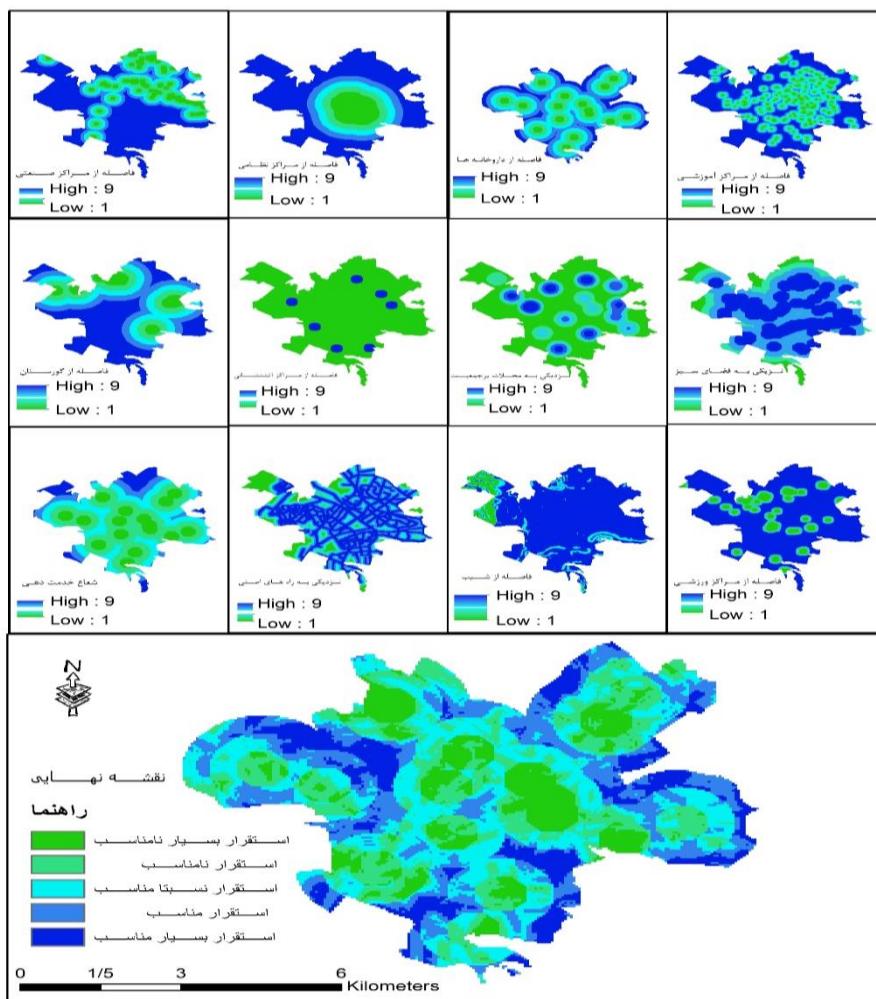 فاصله از مراکز صنعتی
High : 9
Low : 1
فاصله از مراکز نظامی
High : 9
Low : 1
فاصله از داروخانه ها
High : 9
Low : 1
فاصله از مراکز آموزشی
High : 9
Low : 1
فاصله از گورستان
High : 9
Low : 1
فاصله از مراکز
High : 9
Low : 1
نزدیکی به محلات پرجمعیت
High : 9
Low : 1
نزدیکی به فضای سبز
High : 9
Low : 1
شعاع خدمت دهی
High : 9
Low : 1
نزدیکی به راه های اصلی
High : 9
Low : 1
فاصله از شیب
High : 9
Low : 1
فاصله از مراکز ورزشی
High : 9
Low : 1
N
نقشه نهایی
راهنما
استقرار بسیار نامناسب
استقرار نامناسب
استقرار نسبتا مناسب
استقرار مناسب
استقرار بسیار مناسب
0 1/5 3 6
Kilometers